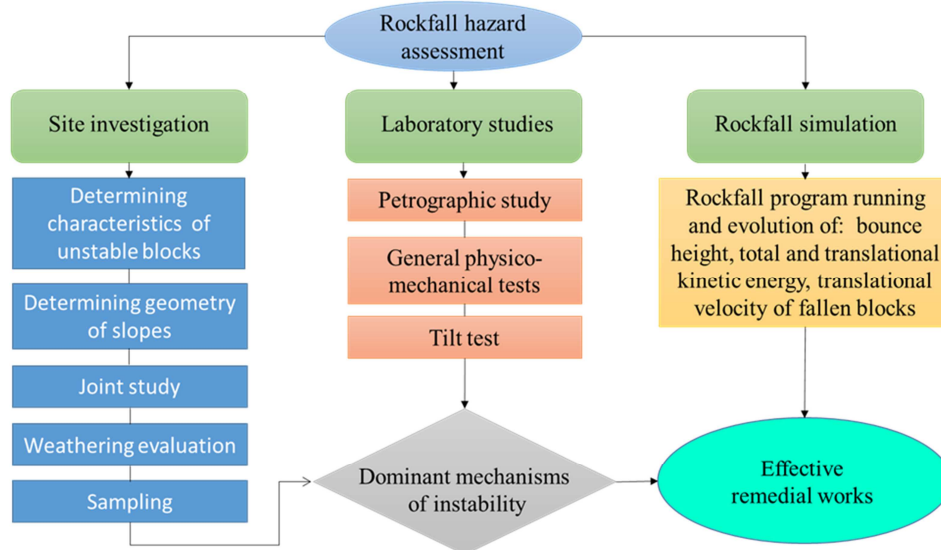 Rockfall hazard
assessment
Site investigation
Laboratory studies
Rockfall simulation
Determining
characteristics of
unstable blocks
Determining geometry
of slopes
Joint study
Weathering evaluation
Sampling
Petrographic study
General physico-
mechanical tests
Tilt test
Rockfall program running
and evolution of: bounce
height, total and translational
kinetic energy, translational
velocity of fallen blocks
Dominant mechanisms
of instability
Effective
remedial works